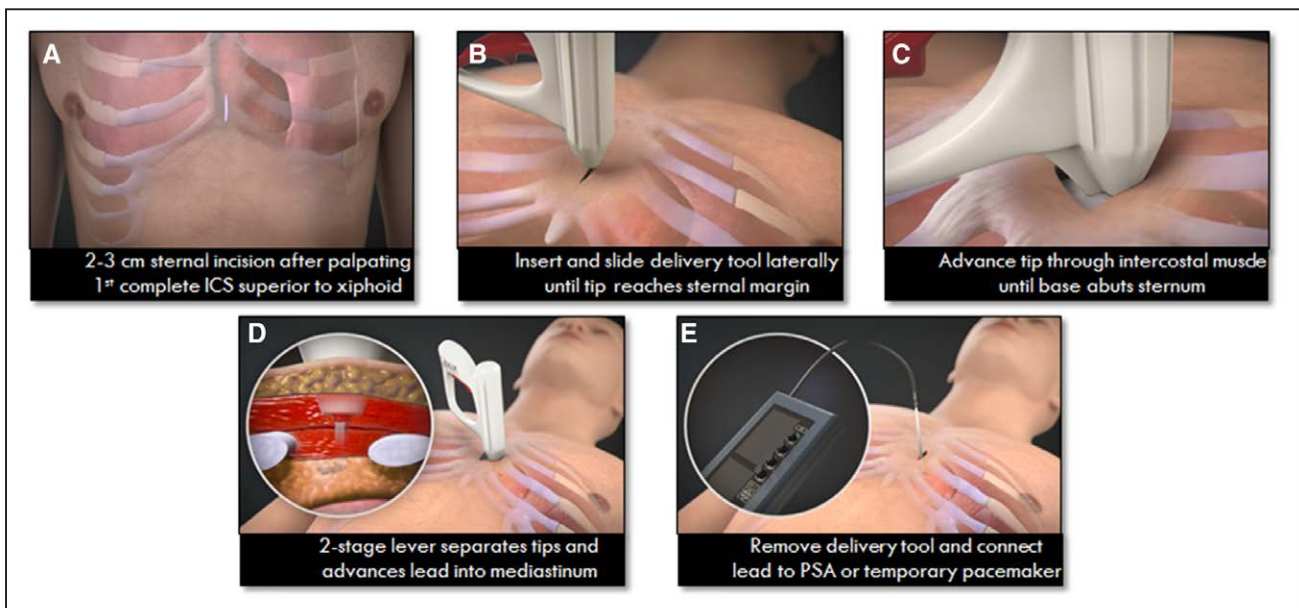 A
2-3 cm sternal incision after palpating
1st complete ICS superior to xiphoid
B
Insert and slide delivery tool laterally
until tip reaches sternal margin
C
Advance tip through intercostal muscle
until base abuts sternum
D
2-stage lever separates tips and
advances lead into mediastinum
E
Remove delivery tool and connect
lead to PSA or temporary pacemaker